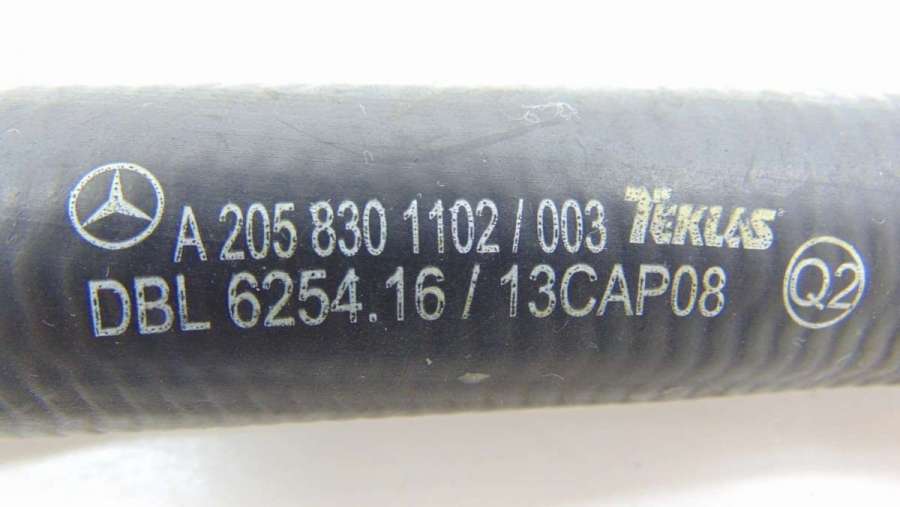 A 205 830 1102 / 003 TEKLAS
DBL 6254.16 / 13CAP08 Q2